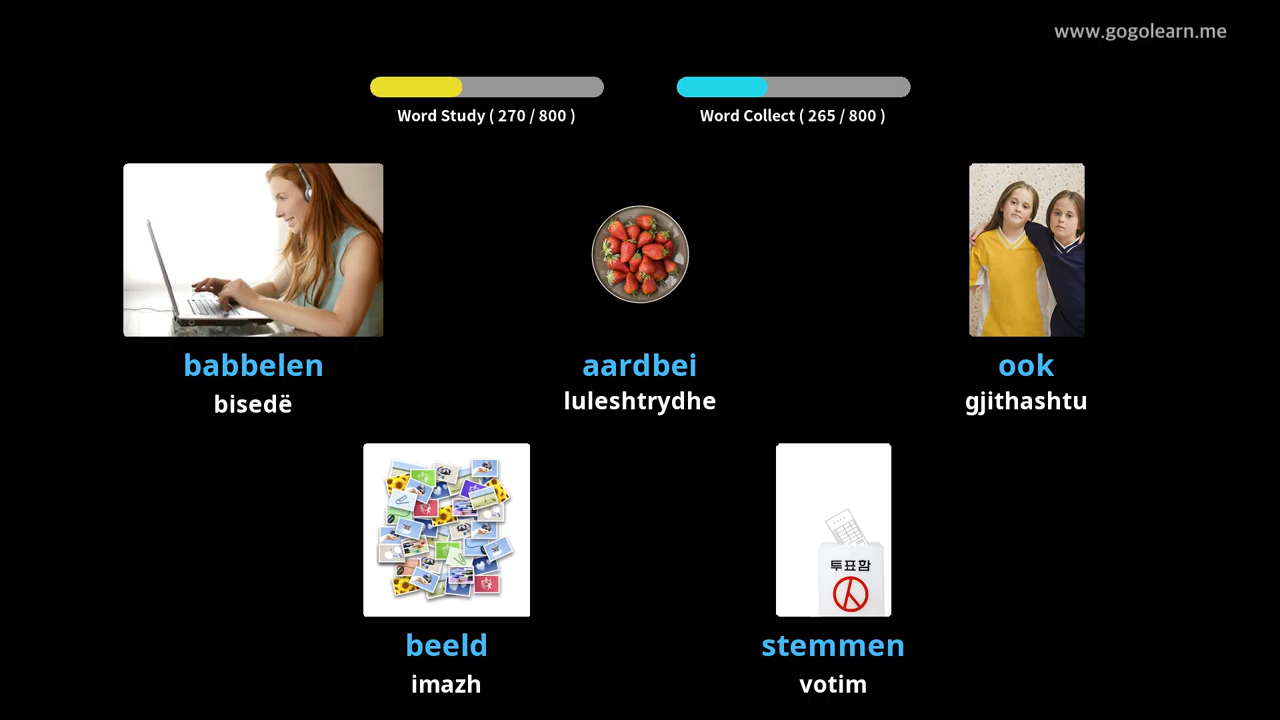 www.gogolearn.me
Word Study ( 270 / 800 )
Word Collect ( 265 / 800 )
babbelen
bisedë
aardbei
luleshtrydhe
ook
gjithashtu
투표함
beeld
imazh
stemmen
votim